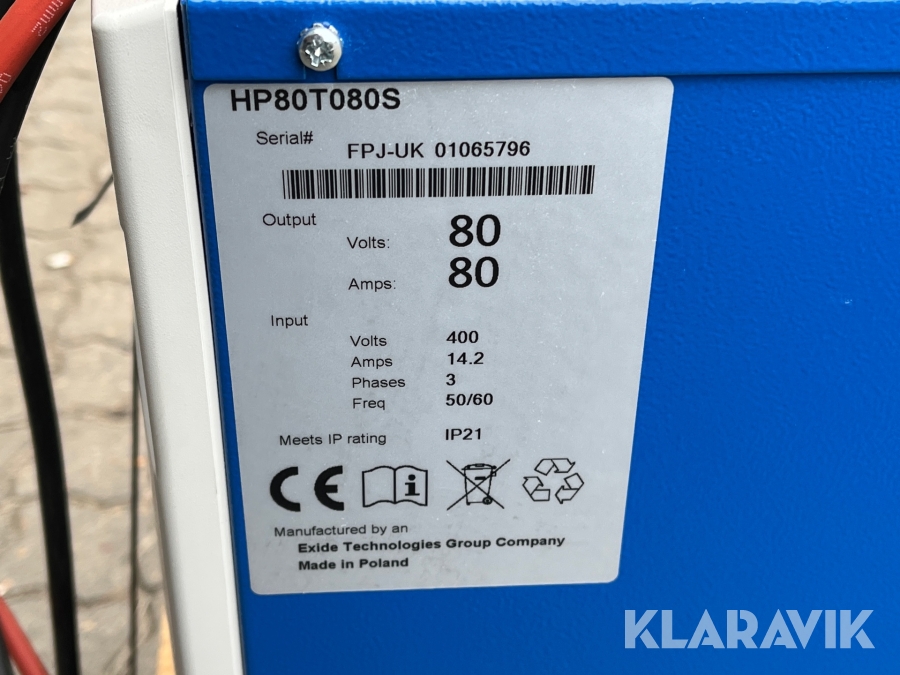 HP80T080S
Serial#
FPJ-UK 01065796
Output
Volts: 80
Amps: 80
Input
Volts 400
Amps 14.2
Phases 3
Freq 50/60
Meets IP rating IP21
CE
Manufactured by an
Exide Technologies Group Company
Made in Poland
KLARAVIK